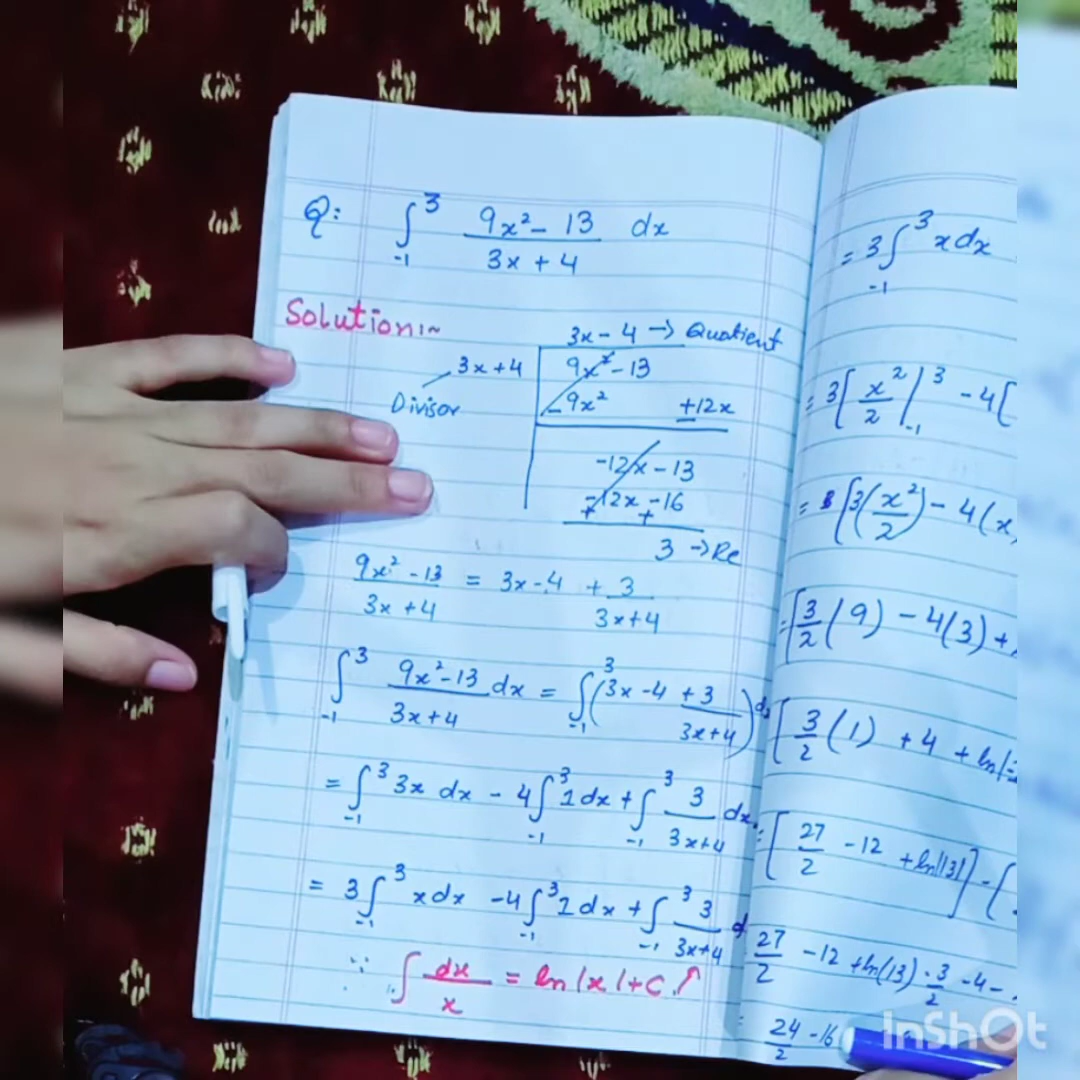 Q: ∫₋₁³ (9x² - 13)/(3x + 4) dx
Solution:~
3x - 4 → Quatient
3x + 4 | 9x² - 13
Divisor
-9x² ±12x
-12x - 13
-12x - 16
+ +
3 → Re
(9x² - 13)/(3x + 4) = 3x - 4 + 3/(3x+4)
∫₋₁³ (9x² - 13)/(3x+4) dx = ∫₋₁³ (3x - 4 + 3/(3x+4)) dx
= ∫₋₁³ 3x dx - 4∫₋₁³ 1 dx + ∫₋₁³ 3/(3x+4) dx
= 3∫₋₁³ x dx - 4∫₋₁³ 1 dx + ∫₋₁³ 3/(3x+4) d
∵ ∫ dx/x = ln|x| + C
= 3∫₋₁³ x dx
= 3[x²/2]₋₁³ - 4[
= [3(x²/2) - 4(x
= [3/2 (9) - 4(3) +
[3/2 (1) + 4 + ln|
= [27/2 - 12 + ln|13|] - [
27/2 - 12 + ln(13) - 3/2 - 4 -
24/2 - 16
InShOt